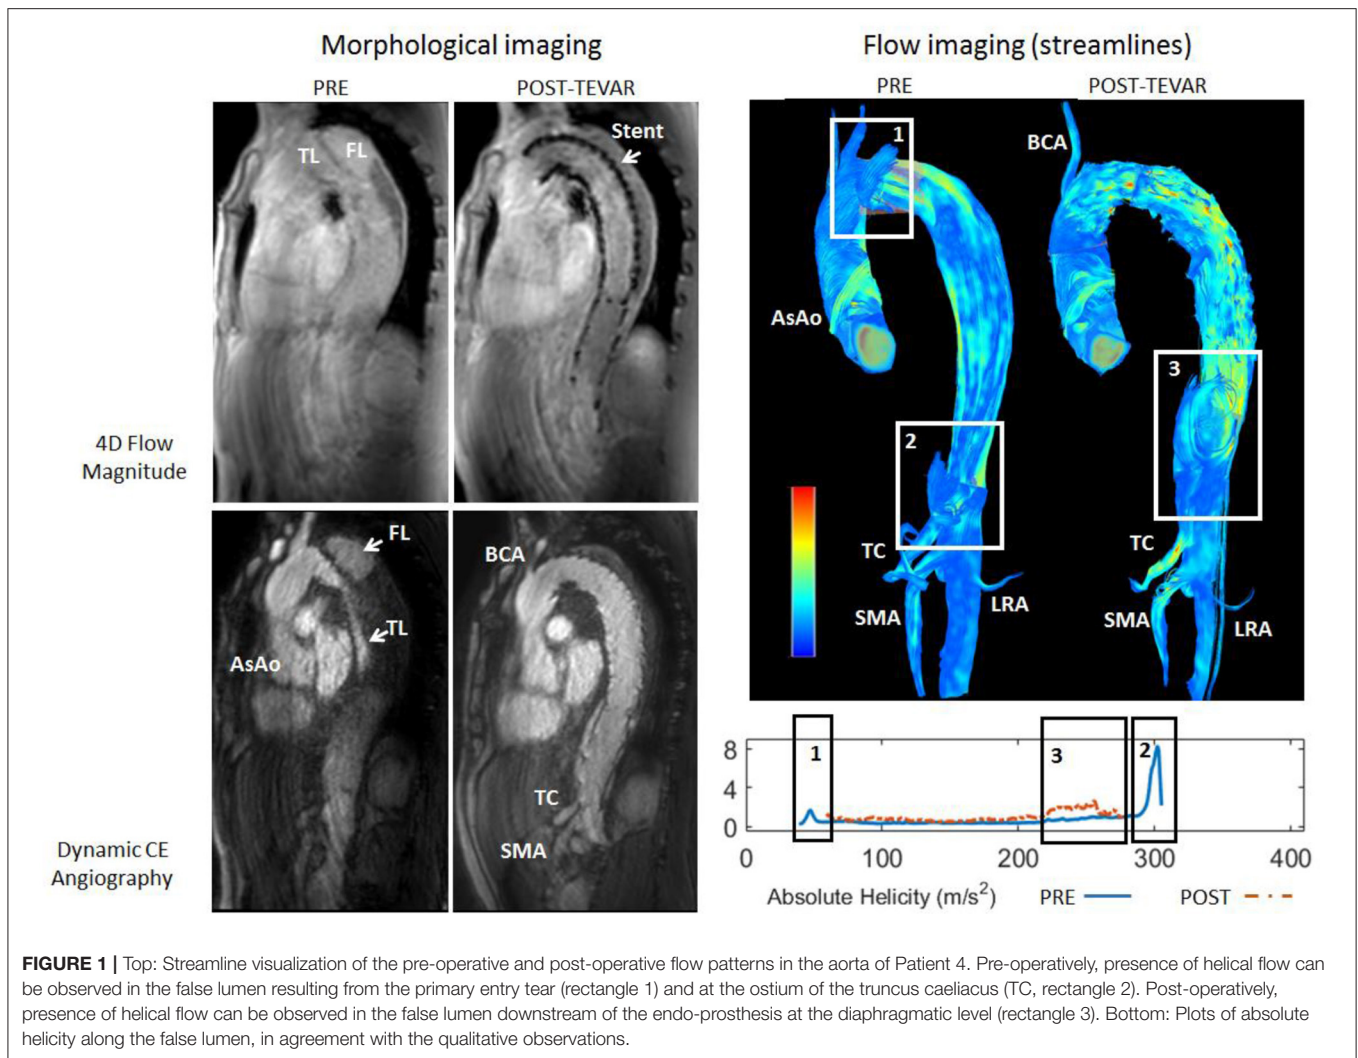 Morphological imaging
Flow imaging (streamlines)
PRE
POST-TEVAR
PRE
POST-TEVAR
TL
FL
Stent
4D Flow
Magnitude
FL
TL
AsAo
BCA
TC
SMA
Dynamic CE
Angiography
1
BCA
AsAo
2
3
TC
SMA
LRA
TC
SMA
LRA
8
4
0
1
3
2
0
100
200
300
400
Absolute Helicity (m/s²)
PRE
POST
FIGURE 1 | Top: Streamline visualization of the pre-operative and post-operative flow patterns in the aorta of Patient 4. Pre-operatively, presence of helical flow can
be observed in the false lumen resulting from the primary entry tear (rectangle 1) and at the ostium of the truncus caeliacus (TC, rectangle 2). Post-operatively,
presence of helical flow can be observed in the false lumen downstream of the endo-prosthesis at the diaphragmatic level (rectangle 3). Bottom: Plots of absolute
helicity along the false lumen, in agreement with the qualitative observations.